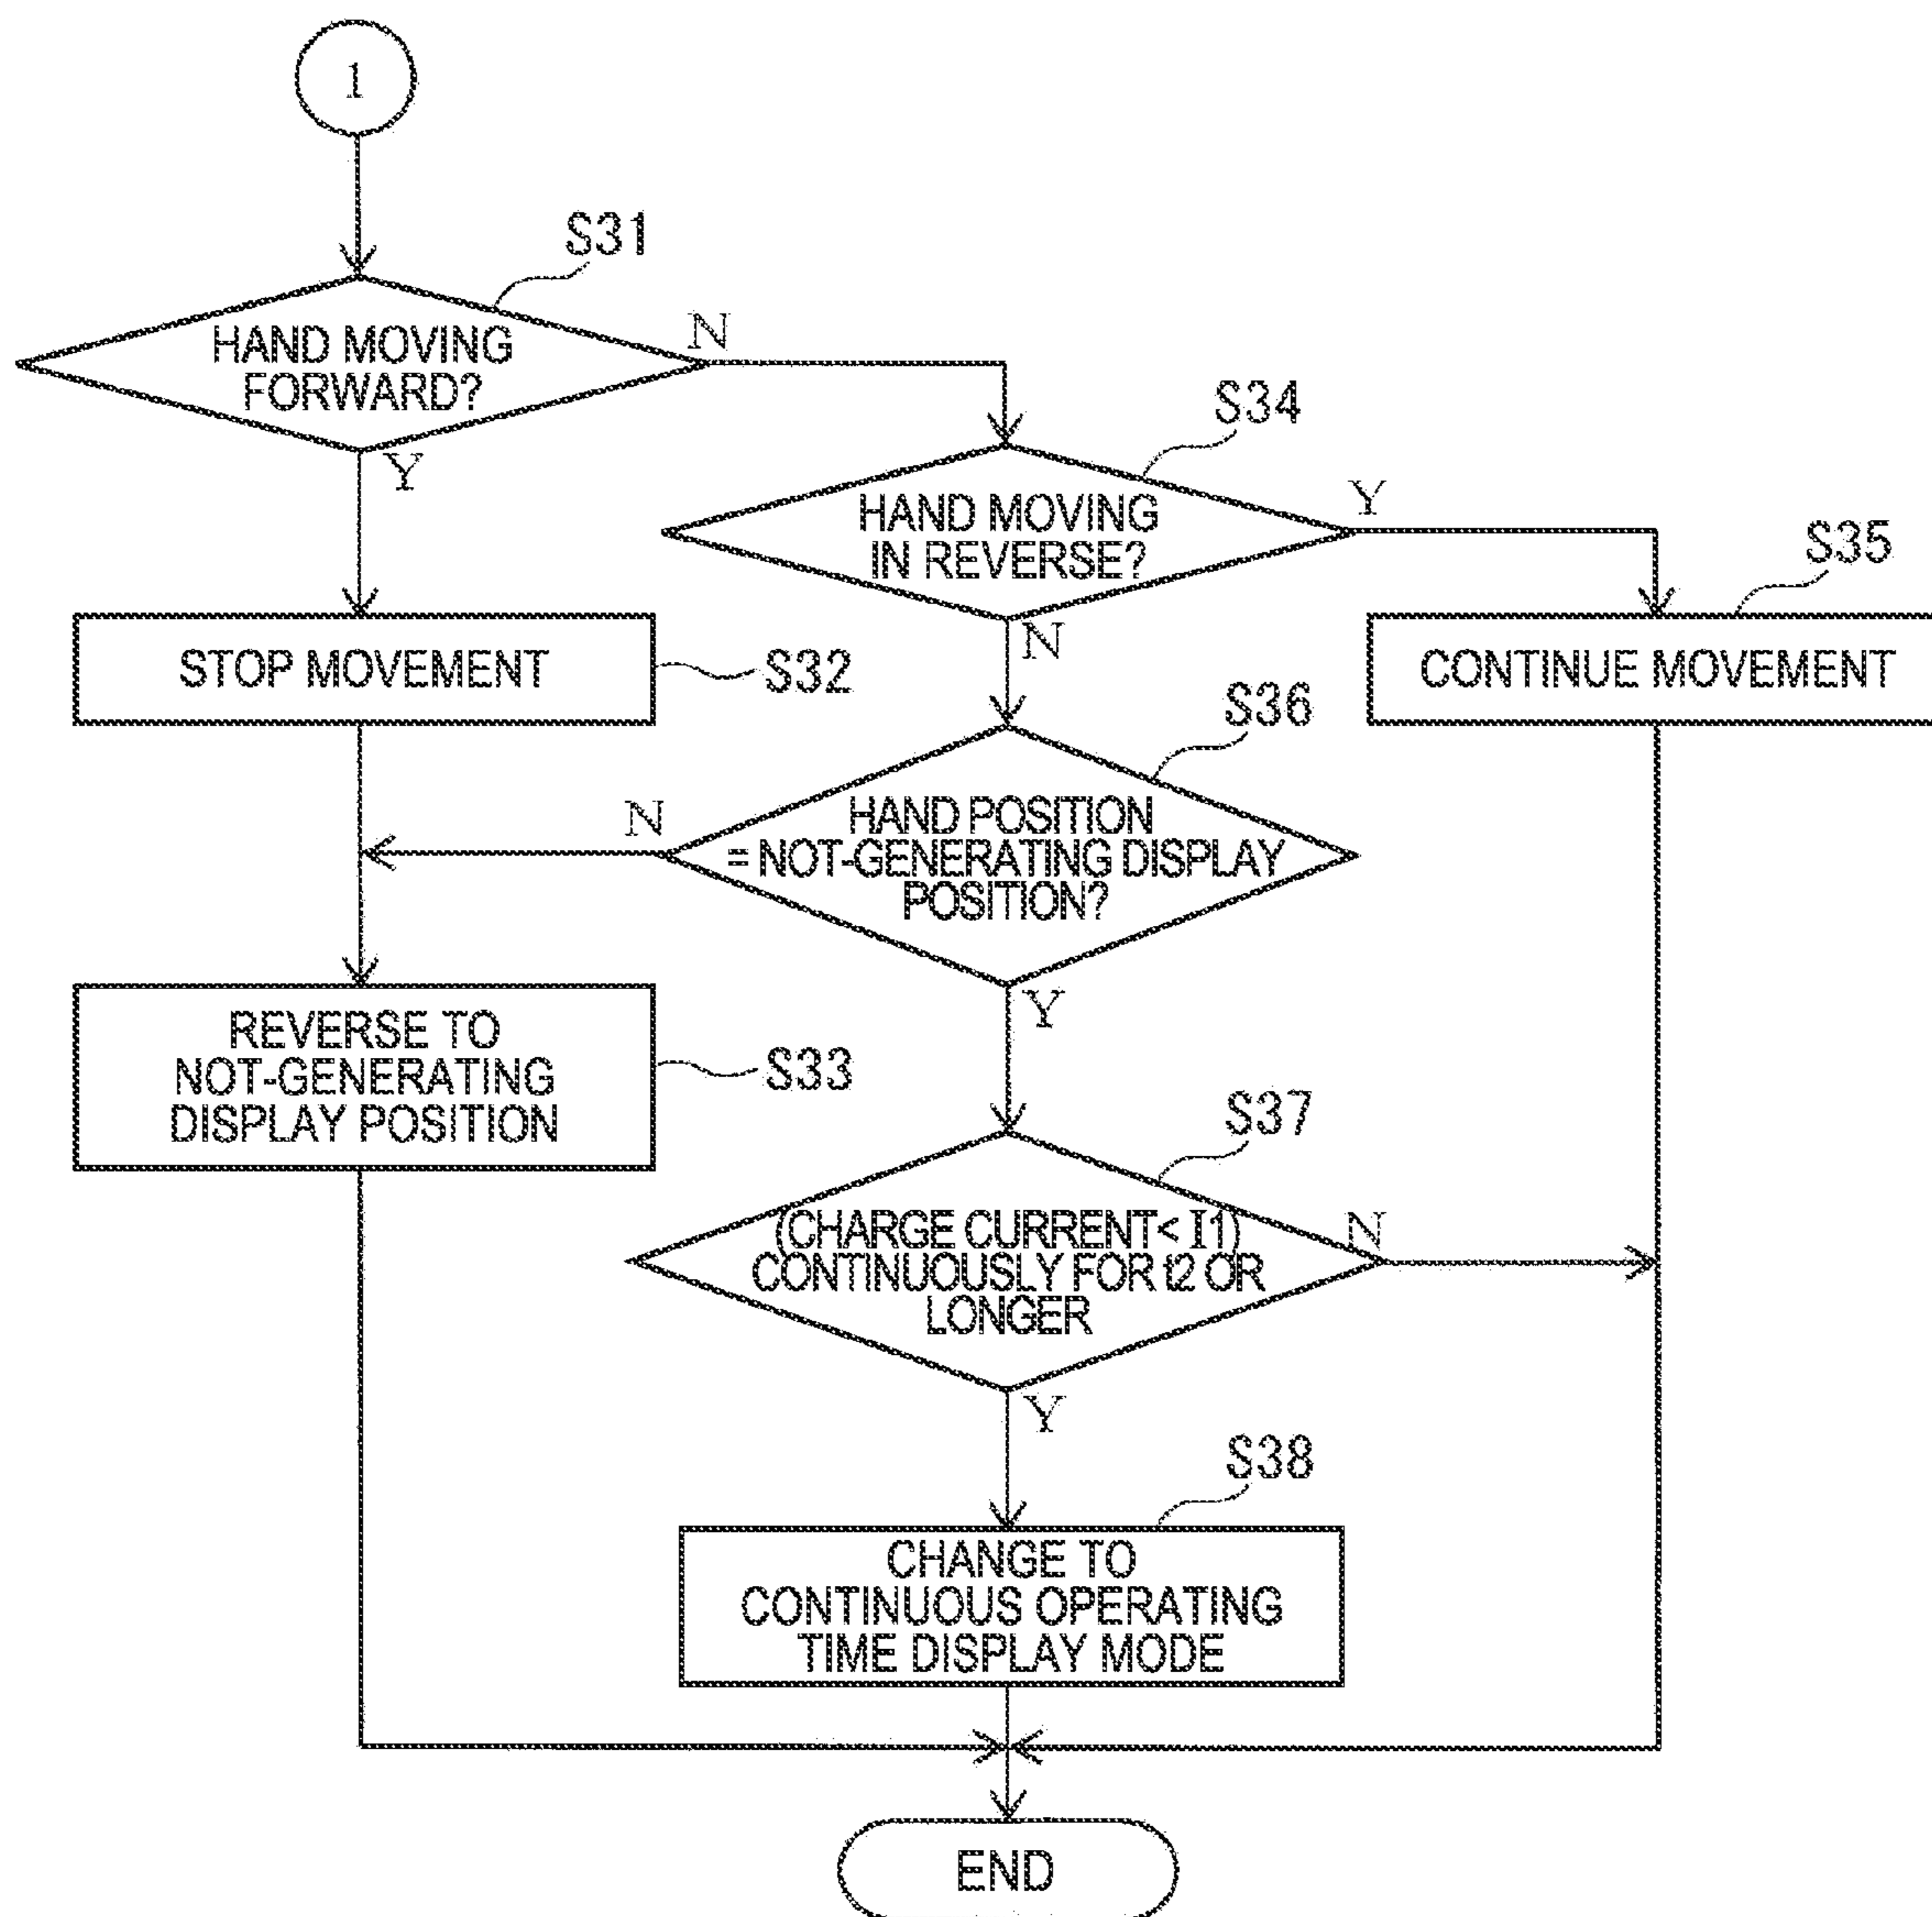 1
S31
HAND MOVING
FORWARD?
N
Y
S34
HAND MOVING
IN REVERSE?
Y
N
S35
CONTINUE MOVEMENT
STOP MOVEMENT
S32
S36
HAND POSITION
= NOT-GENERATING DISPLAY
POSITION?
N
Y
REVERSE TO
NOT-GENERATING
DISPLAY POSITION
S33
S37
(CHARGE CURRENT< I1)
CONTINUOUSLY FOR t2 OR
LONGER
N
Y
S38
CHANGE TO
CONTINUOUS OPERATING
TIME DISPLAY MODE
END